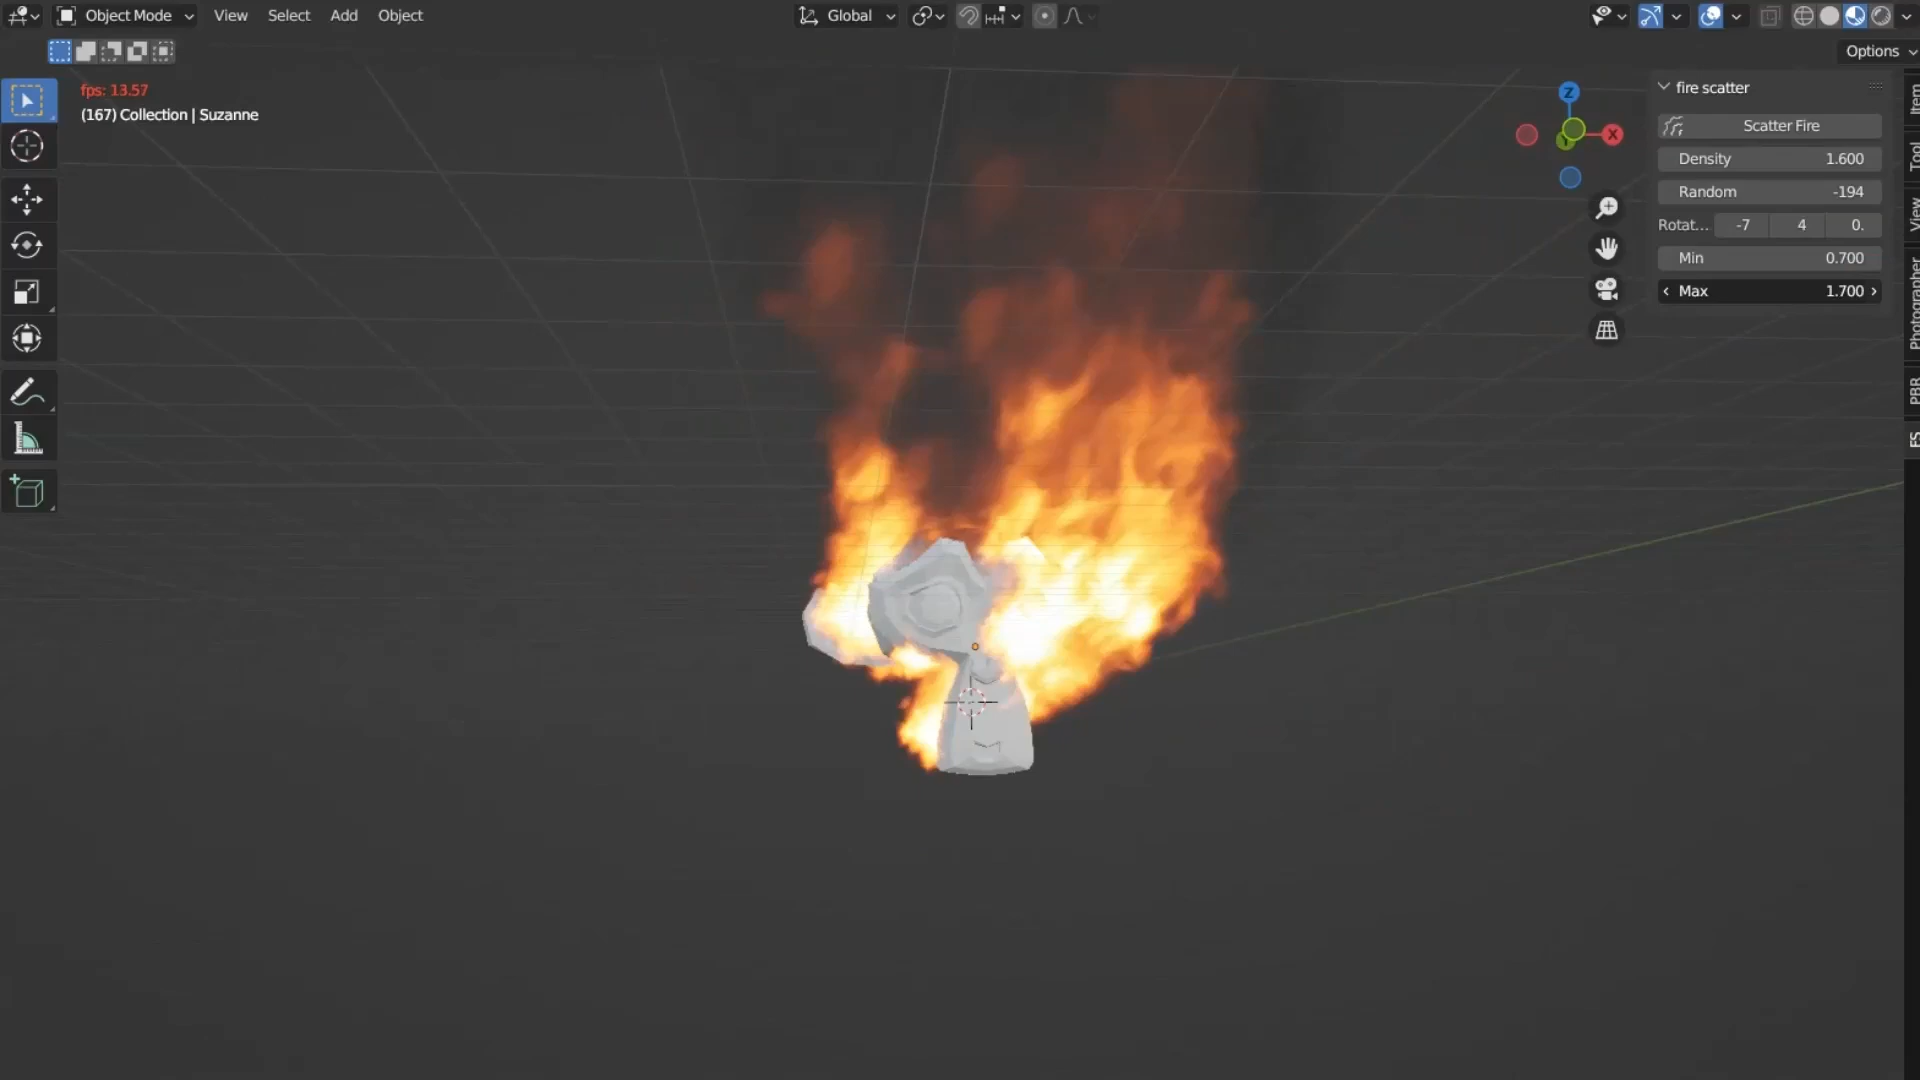 Object Mode View Select Add Object Global
Options
fps: 13.57
(167) Collection | Suzanne
Z
X
Y
fire scatter
Scatter Fire
Density 1.600
Random -194
Rotat... -7 4 0.
Min 0.700
Max 1.700
Item
Tool
View
Photographer
PBR
FS